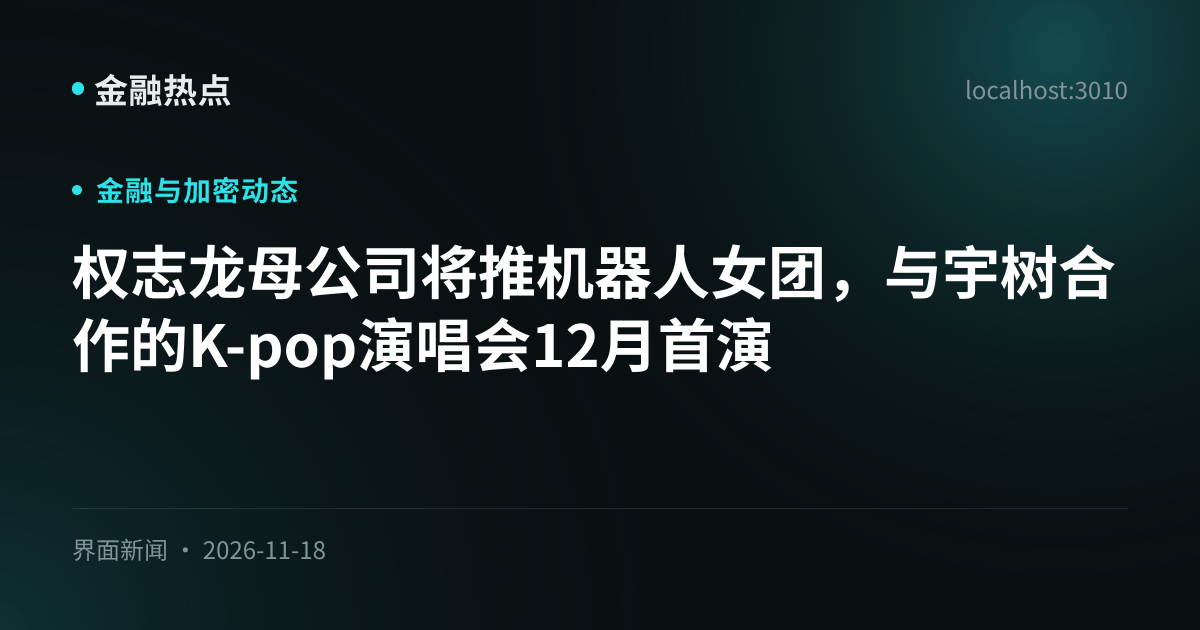 金融热点
localhost:3010
金融与加密动态
权志龙母公司将推机器人女团，与宇树合
作的K-pop演唱会12月首演
界面新闻 • 2026-11-18